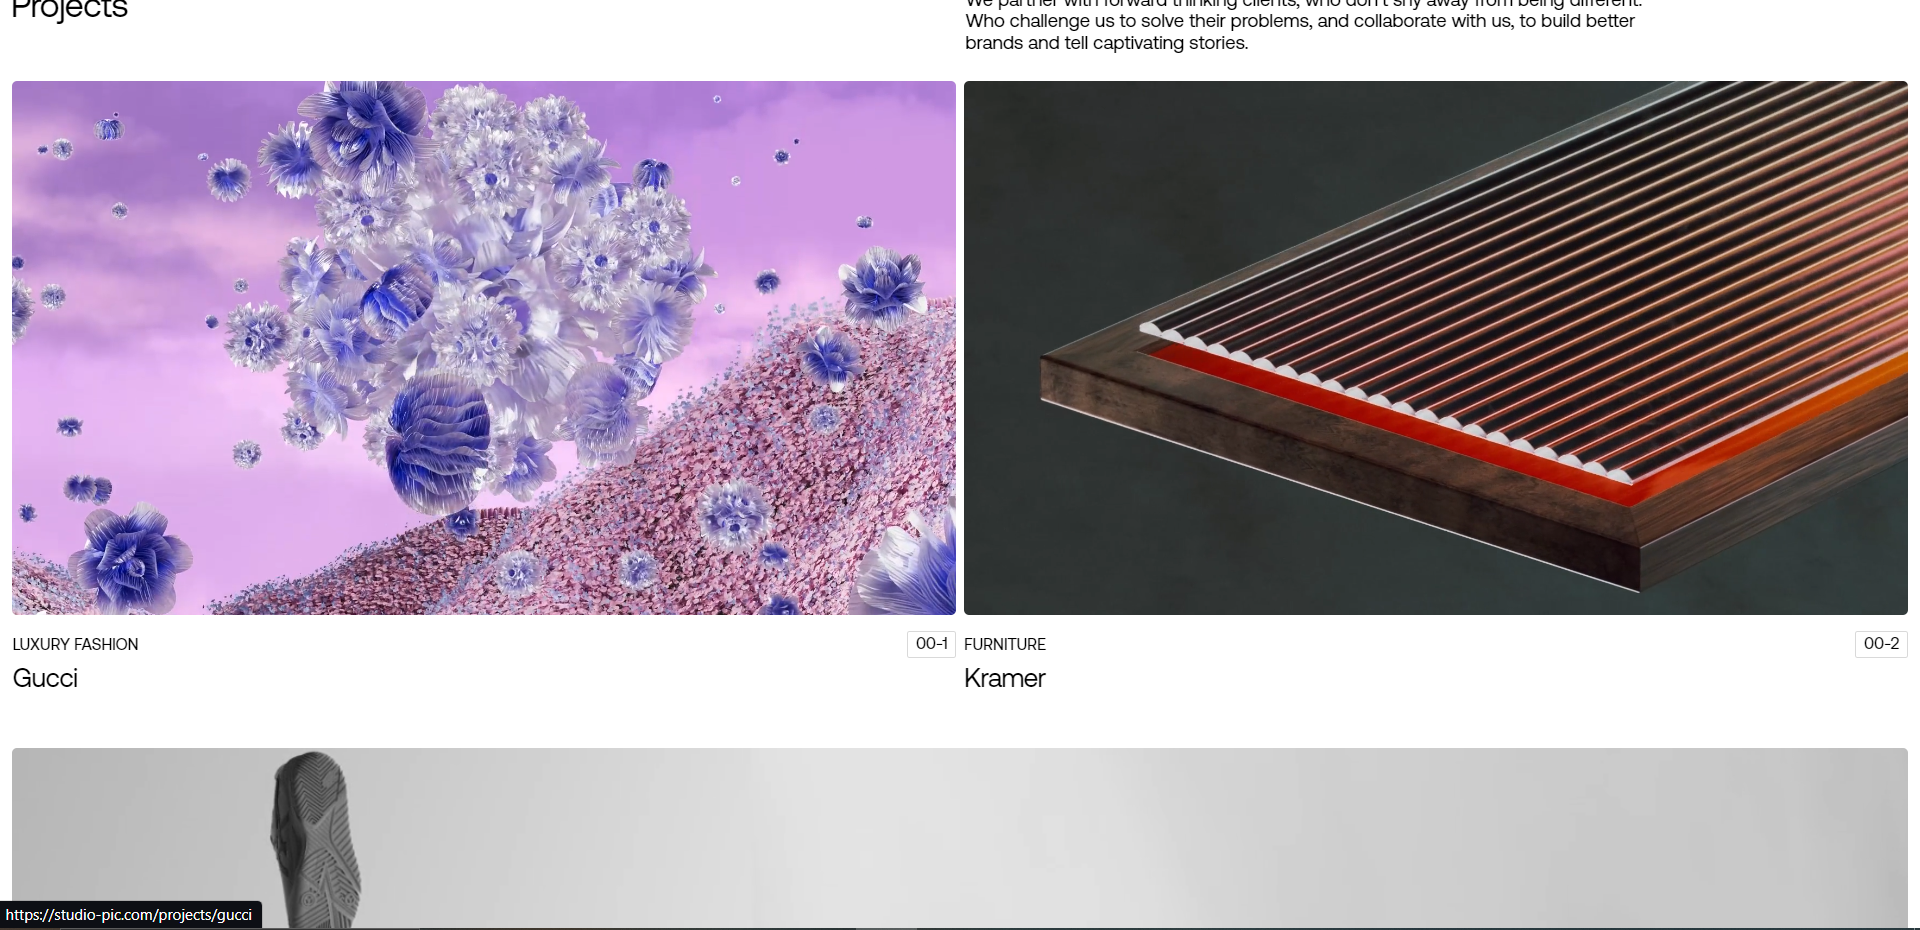 Projects
We partner with forward thinking clients, who don't shy away from being different.
Who challenge us to solve their problems, and collaborate with us, to build better
brands and tell captivating stories.
LUXURY FASHION
00-1
Gucci
FURNITURE
00-2
Kramer
https://studio-pic.com/projects/gucci